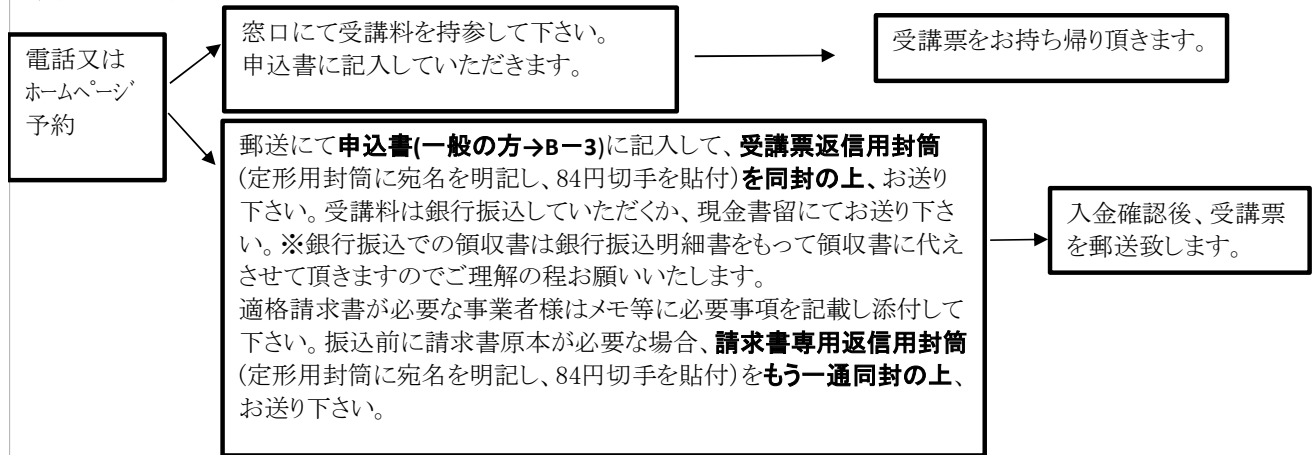 電話又は
ホームページ
予約
窓口にて受講料を持参して下さい。
申込書に記入していただきます。
受講票をお持ち帰り頂きます。
郵送にて申込書(一般の方→B－3)に記入して、受講票返信用封筒
(定形用封筒に宛名を明記し、84円切手を貼付)を同封の上、お送り
下さい。受講料は銀行振込していただくか、現金書留にてお送り下さ
い。※銀行振込での領収書は銀行振込明細書をもって領収書に代え
させて頂きますのでご理解の程お願いいたします。
適格請求書が必要な事業者様はメモ等に必要事項を記載し添付して
下さい。振込前に請求書原本が必要な場合、請求書専用返信用封筒
(定形用封筒に宛名を明記し、84円切手を貼付)をもう一通同封の上、
お送り下さい。
入金確認後、受講票
を郵送致します。